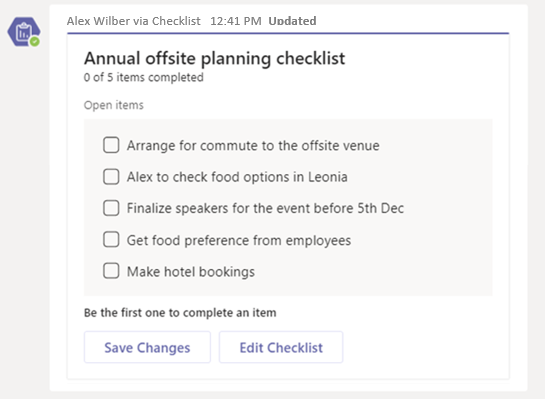 Alex Wilber via Checklist 12:41 PM Updated
Annual offsite planning checklist
0 of 5 items completed
Open items
Arrange for commute to the offsite venue
Alex to check food options in Leonia
Finalize speakers for the event before 5th Dec
Get food preference from employees
Make hotel bookings
Be the first one to complete an item
Save Changes Edit Checklist